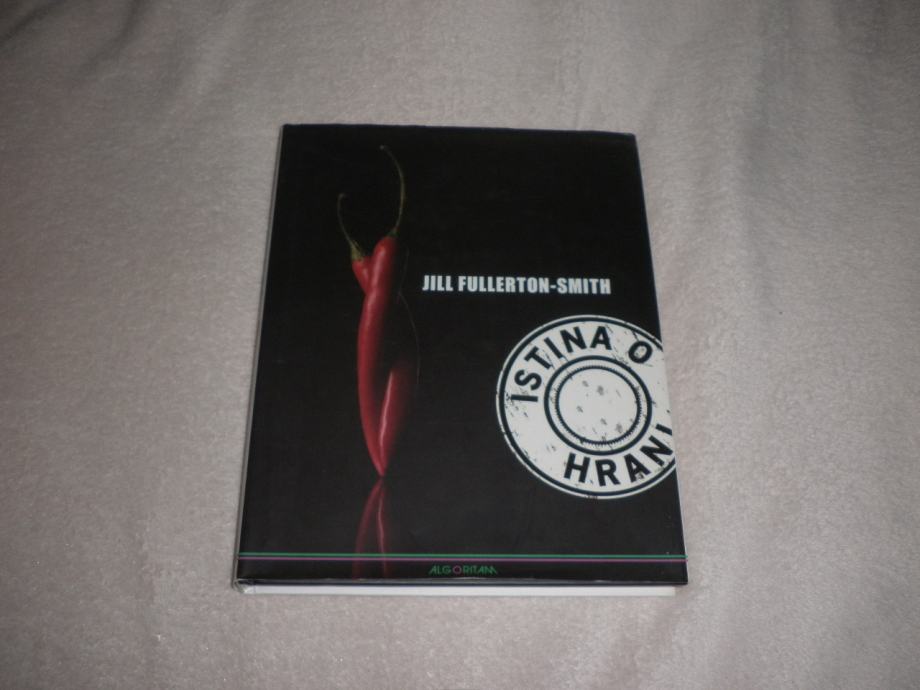 JILL FULLERTON-SMITH
ISTINA O
HRANI
ALGORITAM